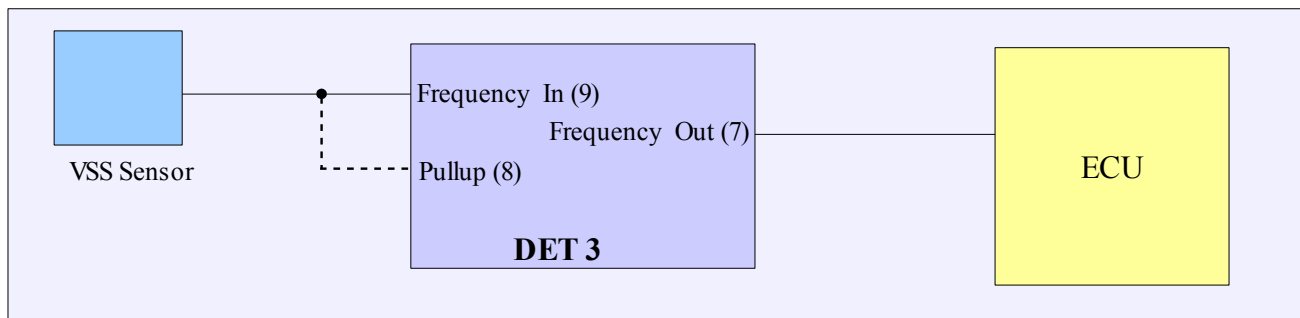 Frequency In (9)
Frequency Out (7)
VSS Sensor
Pullup (8)
ECU
DET 3